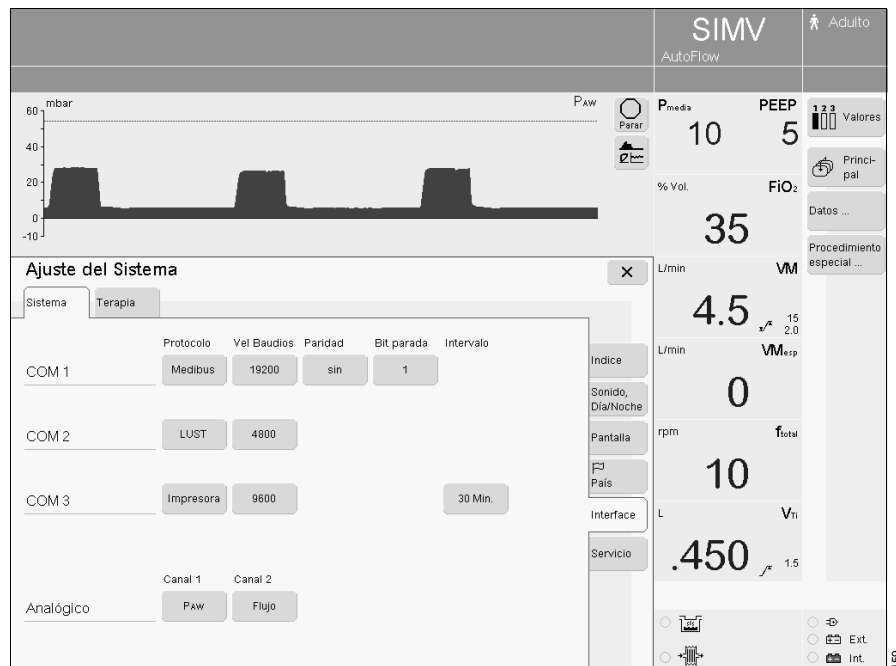 SIMV
AutoFlow
Adulto
mbar
PAW
60
40
20
0
-10
Parar
Pmedia PEEP
10 5
% Vol. FiO2
35
L/min VM
4.5 15
2.0
L/min VMesp
0
rpm ftotal
10
L VTi
.450 1.5
1 2 3
Valores
Princi-
pal
Datos ...
Procedimiento
especial ...
Ext.
Int.
Ajuste del Sistema
Sistema Terapia
Protocolo Vel Baudios Paridad Bit parada Intervalo
COM 1 Medibus 19200 sin 1
COM 2 LUST 4800
COM 3 Impresora 9600 30 Min.
Canal 1 Canal 2
Analógico PAW Flujo
Indice
Sonido,
Día/Noche
Pantalla
País
Interface
Servicio